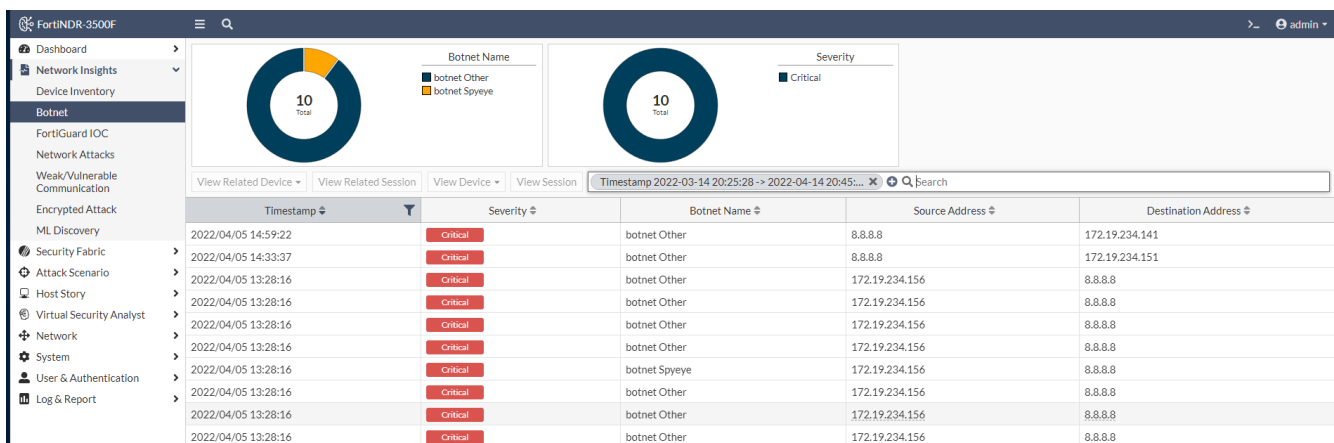 FortiNDR-3500F
>_ admin
Dashboard
Network Insights
Device Inventory
Botnet
FortiGuard IOC
Network Attacks
Weak/Vulnerable
Communication
Encrypted Attack
ML Discovery
Security Fabric
Attack Scenario
Host Story
Virtual Security Analyst
Network
System
User & Authentication
Log & Report
10
Total
Botnet Name
botnet Other
botnet Spyeye
10
Total
Severity
Critical
View Related Device View Related Session View Device View Session Timestamp 2022-03-14 20:25:28 -> 2022-04-14 20:45:... Search
Timestamp Severity Botnet Name Source Address Destination Address
2022/04/05 14:59:22 Critical botnet Other 8.8.8.8 172.19.234.141
2022/04/05 14:33:37 Critical botnet Other 8.8.8.8 172.19.234.151
2022/04/05 13:28:16 Critical botnet Other 172.19.234.156 8.8.8.8
2022/04/05 13:28:16 Critical botnet Other 172.19.234.156 8.8.8.8
2022/04/05 13:28:16 Critical botnet Other 172.19.234.156 8.8.8.8
2022/04/05 13:28:16 Critical botnet Other 172.19.234.156 8.8.8.8
2022/04/05 13:28:16 Critical botnet Spyeye 172.19.234.156 8.8.8.8
2022/04/05 13:28:16 Critical botnet Other 172.19.234.156 8.8.8.8
2022/04/05 13:28:16 Critical botnet Other 172.19.234.156 8.8.8.8
2022/04/05 13:28:16 Critical botnet Other 172.19.234.156 8.8.8.8